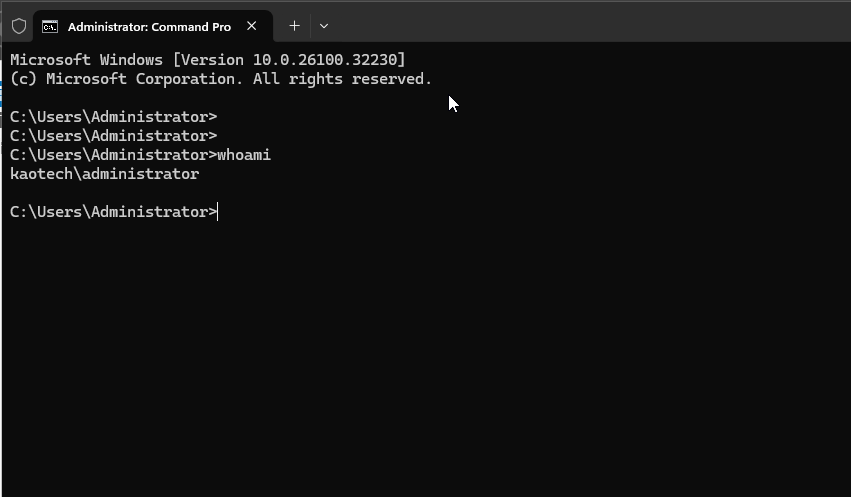 Administrator: Command Pro
Microsoft Windows [Version 10.0.26100.32230]
(c) Microsoft Corporation. All rights reserved.
C:\Users\Administrator>
C:\Users\Administrator>
C:\Users\Administrator>whoami
kaotech\administrator
C:\Users\Administrator>